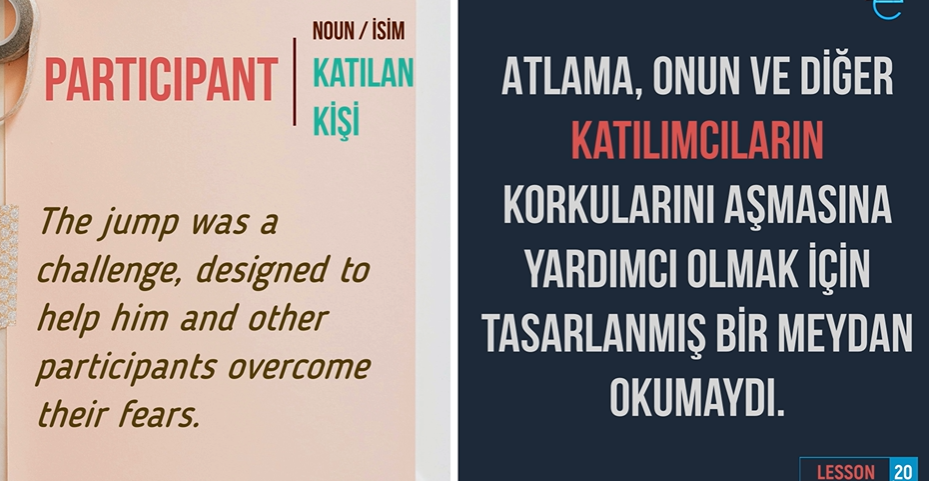 PARTICIPANT
NOUN / İSİM
KATILAN
KİŞİ
The jump was a
challenge, designed to
help him and other
participants overcome
their fears.
ATLAMA, ONUN VE DİĞER
KATILIMCILARIN
KORKULARINI AŞMASINA
YARDIMCI OLMAK İÇİN
TASARLANMIŞ BİR MEYDAN
OKUMAYDI.
LESSON 20